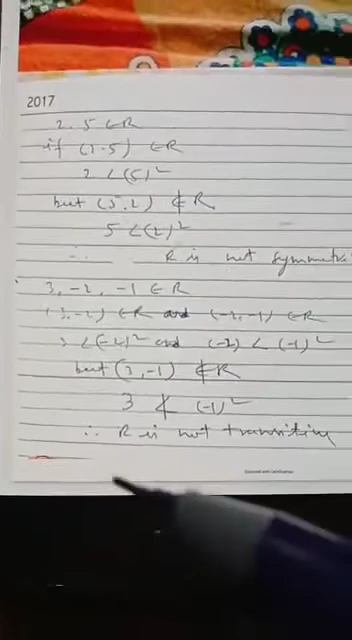 2017
2, 5 ∈ R
if (2,5) ∈ R
2 < (5)²
but (5,2) ∉ R
5 < (2)²
∴ R is not symmetric
3, -2, -1 ∈ R
(3,-2) ∈ R and (-2,-1) ∈ R
3 < (-2)² and (-2) < (-1)²
but (3,-1) ∉ R
3 ≮ (-1)²
∴ R is not transitive